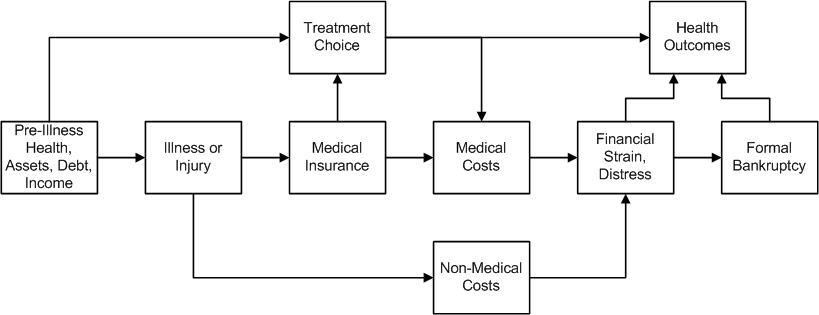 Treatment
Choice
Health
Outcomes
Pre-Illness
Health,
Assets, Debt,
Income
Illness or
Injury
Medical
Insurance
Medical
Costs
Financial
Strain,
Distress
Formal
Bankruptcy
Non-Medical
Costs